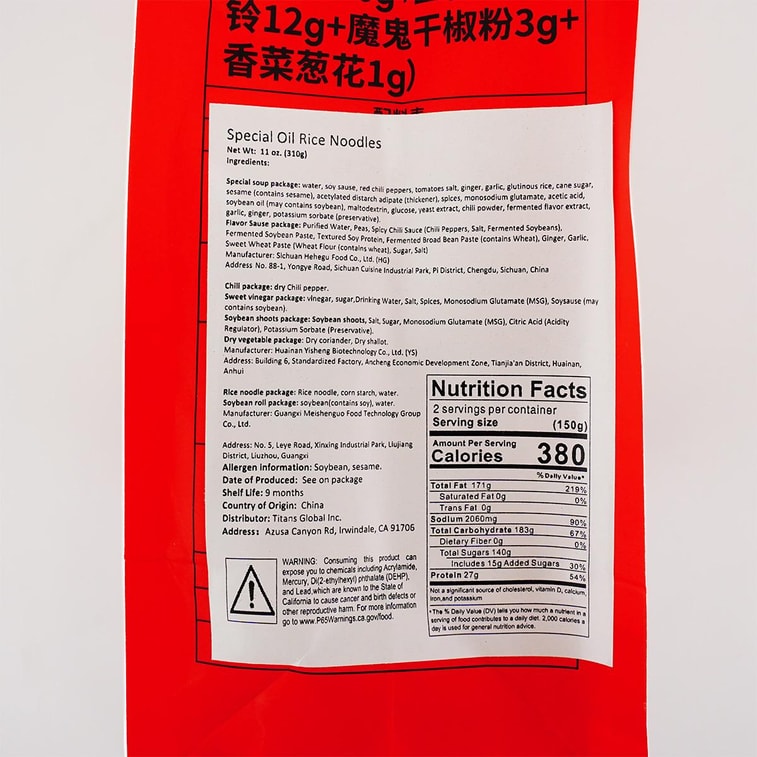 铃12g+魔鬼干椒粉3g+
香菜葱花1g)
配料表
Special Oil Rice Noodles
Net Wt: 11 oz. (310g)
Ingredients:
Special soup package: water, soy sause, red chili peppers, tomatoes salt, ginger, garlic, glutinous rice, cane sugar,
sesame (contains sesame), acetylated distarch adipate (thickener), spices, monosodium glutamate, acetic acid,
soybean oil (may contains soybean), maltodextrin, glucose, yeast extract, chili powder, fermented flavor extract,
garlic, ginger, potassium sorbate (preservative).
Flavor Sause package: Purified Water, Peas, Spicy Chili Sauce (Chili Peppers, Salt, Fermented Soybeans),
Fermented Soybean Paste, Textured Soy Protein, Fermented Broad Bean Paste (contains Wheat), Ginger, Garlic,
Sweet Wheat Paste (Wheat Flour (contains wheat), Sugar, Salt)
Manufacturer: Sichuan Hehegu Food Co., Ltd. (HG)
Address No. 88-1, Yongye Road, Sichuan Cuisine Industrial Park, Pi District, Chengdu, Sichuan, China
Chili package: dry Chili pepper.
Sweet vinegar package: vinegar, sugar,Drinking Water, Salt, Spices, Monosodium Glutamate (MSG), Soysause (may
contains soybean).
Soybean shoots package: Soybean shoots, Salt, Sugar, Monosodium Glutamate (MSG), Citric Acid (Acidity
Regulator), Potassium Sorbate (Preservative).
Dry vegetable package: Dry coriander, Dry shallot.
Manufacturer: Huainan Yisheng Biotechnology Co., Ltd. (YS)
Address: Building 6, Standardized Factory, Ancheng Economic Development Zone, Tianjia'an District, Huainan,
Anhui
Rice noodle package: Rice noodle, corn starch, water.
Soybean roll package: soybean(contains soy), water.
Manufacturer: Guangxi Meishenguo Food Technology Group
Co., Ltd.
Address: No. 5, Leye Road, Xinxing Industrial Park, Liujiang
District, Liuzhou, Guangxi
Allergen information: Soybean, sesame.
Date of Produced: See on package
Shelf Life: 9 months
Country of Origin: China
Distributor: Titans Global Inc.
Address: Azusa Canyon Rd, Irwindale, CA 91706
WARNING: Consuming this product can
expose you to chemicals including Acrylamide,
Mercury, Di(2-ethylhexyl) phthalate (DEHP),
and Lead,which are known to the State of
California to cause cancer and birth defects or
other reproductive harm. For more information
go to www.P65Warnings.ca.gov/food.
Nutrition Facts
2 servings per container
Serving size (150g)
Amount Per Serving
Calories 380
% Daily Value*
Total Fat 171g 219%
Saturated Fat 0g 0%
Trans Fat 0g
Sodium 2060mg 90%
Total Carbohydrate 183g 67%
Dietary Fiber 0g 0%
Total Sugars 140g
Includes 15g Added Sugars 30%
Protein 27g 54%
Not a significant source of cholesterol, vitamin D, calcium,
iron,and potassium
*The % Daily Value (DV) tells you how much a nutrient in a
serving of food contributes to a daily diet. 2,000 calories a
day is used for general nutrition advice.